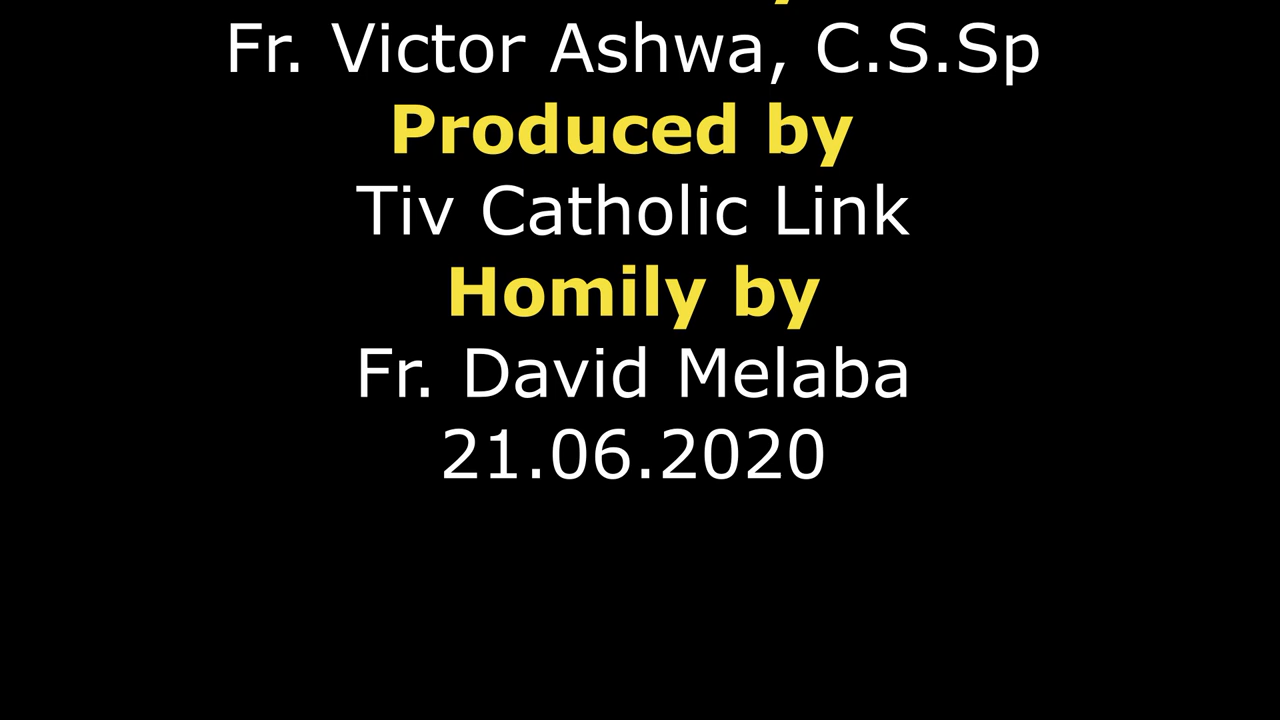 Fr. Victor Ashwa, C.S.Sp
Produced by
Tiv Catholic Link
Homily by
Fr. David Melaba
21.06.2020